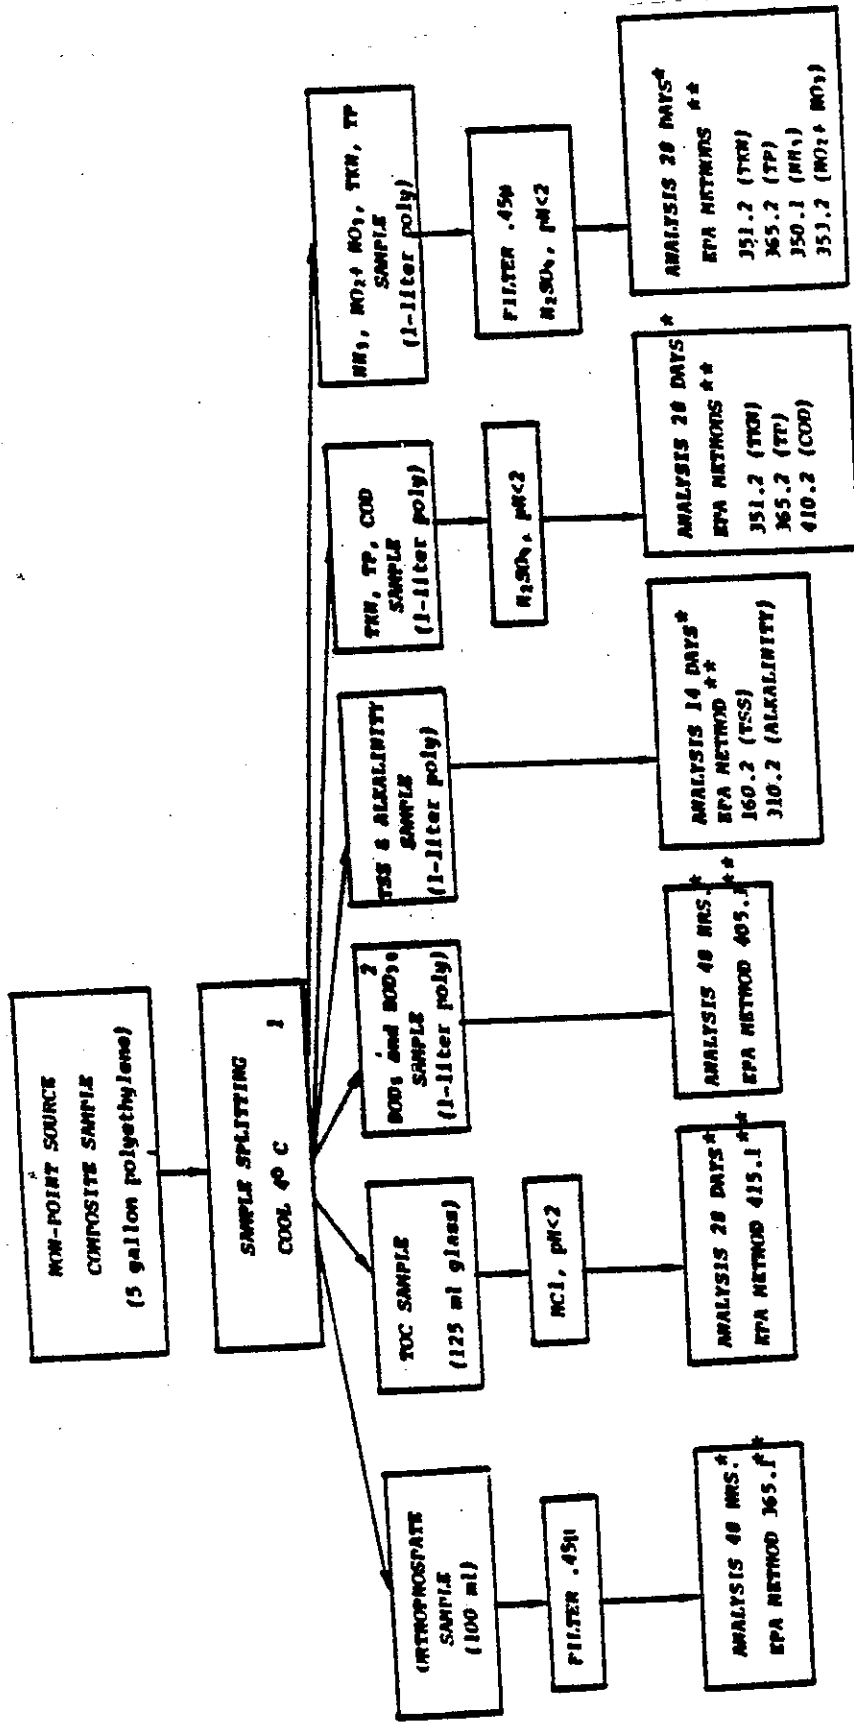 NON-POINT SOURCE
COMPOSITE SAMPLE
(5 gallon polyethylene)
SAMPLE SPLITTING 1
COOL 4° C
ORTHOPHOSPATE
SAMPLE
(100 ml)
FILTER .45µ
ANALYSIS 48 HRS.*
EPA METHOD 365.1**
TOC SAMPLE
(125 ml glass)
HCl, pH<2
ANALYSIS 28 DAYS*
EPA METHOD 415.1**
BOD5 and BOD30 2
SAMPLE
(1-liter poly)
ANALYSIS 48 HRS.*
EPA METHOD 405.1**
TSS & ALKALINITY
SAMPLE
(1-liter poly)
ANALYSIS 14 DAYS*
EPA METHOD**
160.2 (TSS)
310.2 (ALKALINITY)
TKN, TP, COD
SAMPLE
(1-liter poly)
H2SO4, pH<2
ANALYSIS 28 DAYS*
EPA METHODS**
351.2 (TKN)
365.2 (TP)
410.2 (COD)
NH3, NO2+ NO3, TKN, TP
SAMPLE
(1-liter poly)
FILTER .45µ
H2SO4, pH<2
ANALYSIS 28 DAYS*
EPA METHODS **
351.2 (TKN)
365.2 (TP)
350.1 (NH3)
353.2 (NO2+ NO3)